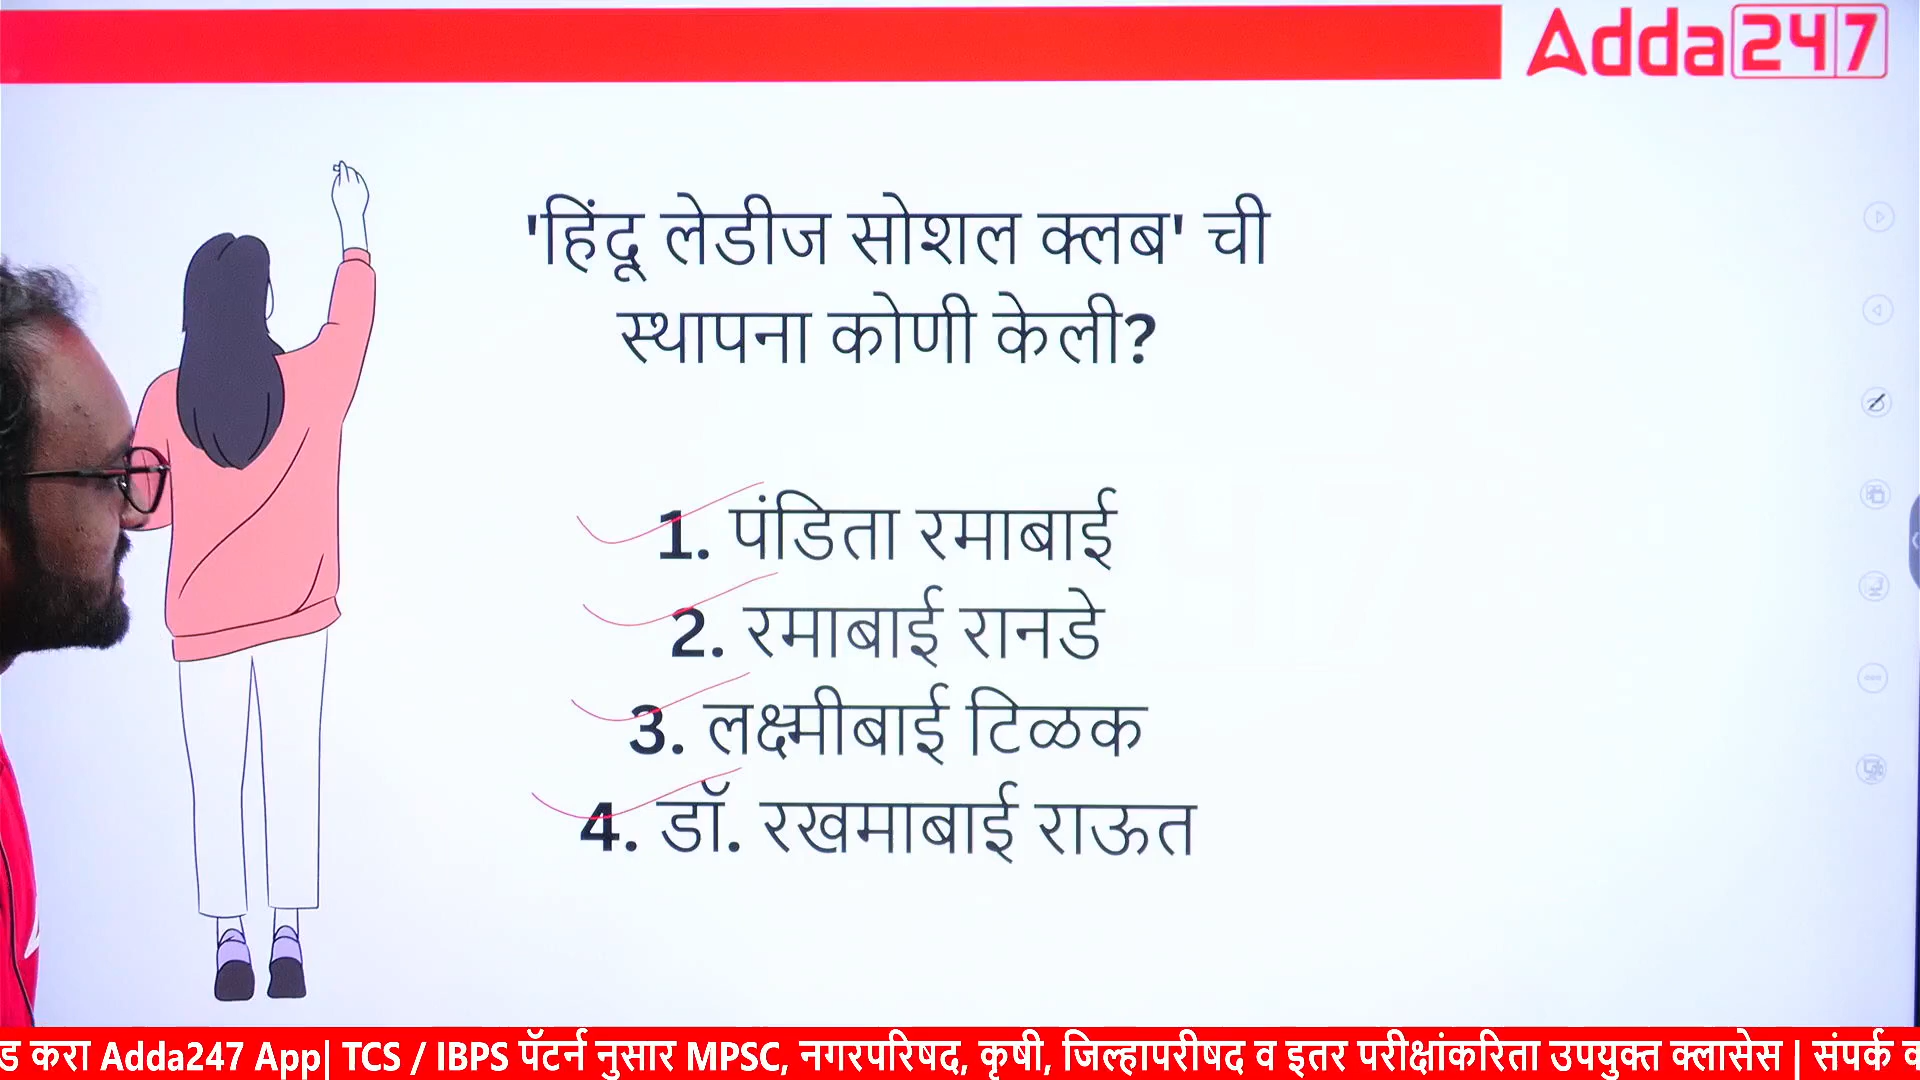 Adda247
'हिंदू लेडीज सोशल क्लब' ची
स्थापना कोणी केली?
1. पंडिता रमाबाई
2. रमाबाई रानडे
3. लक्ष्मीबाई टिळक
4. डॉ. रखमाबाई राऊत
ड करा Adda247 App| TCS / IBPS पॅटर्न नुसार MPSC, नगरपरिषद, कृषी, जिल्हापरीषद व इतर परीक्षांकरिता उपयुक्त क्लासेस | संपर्क क